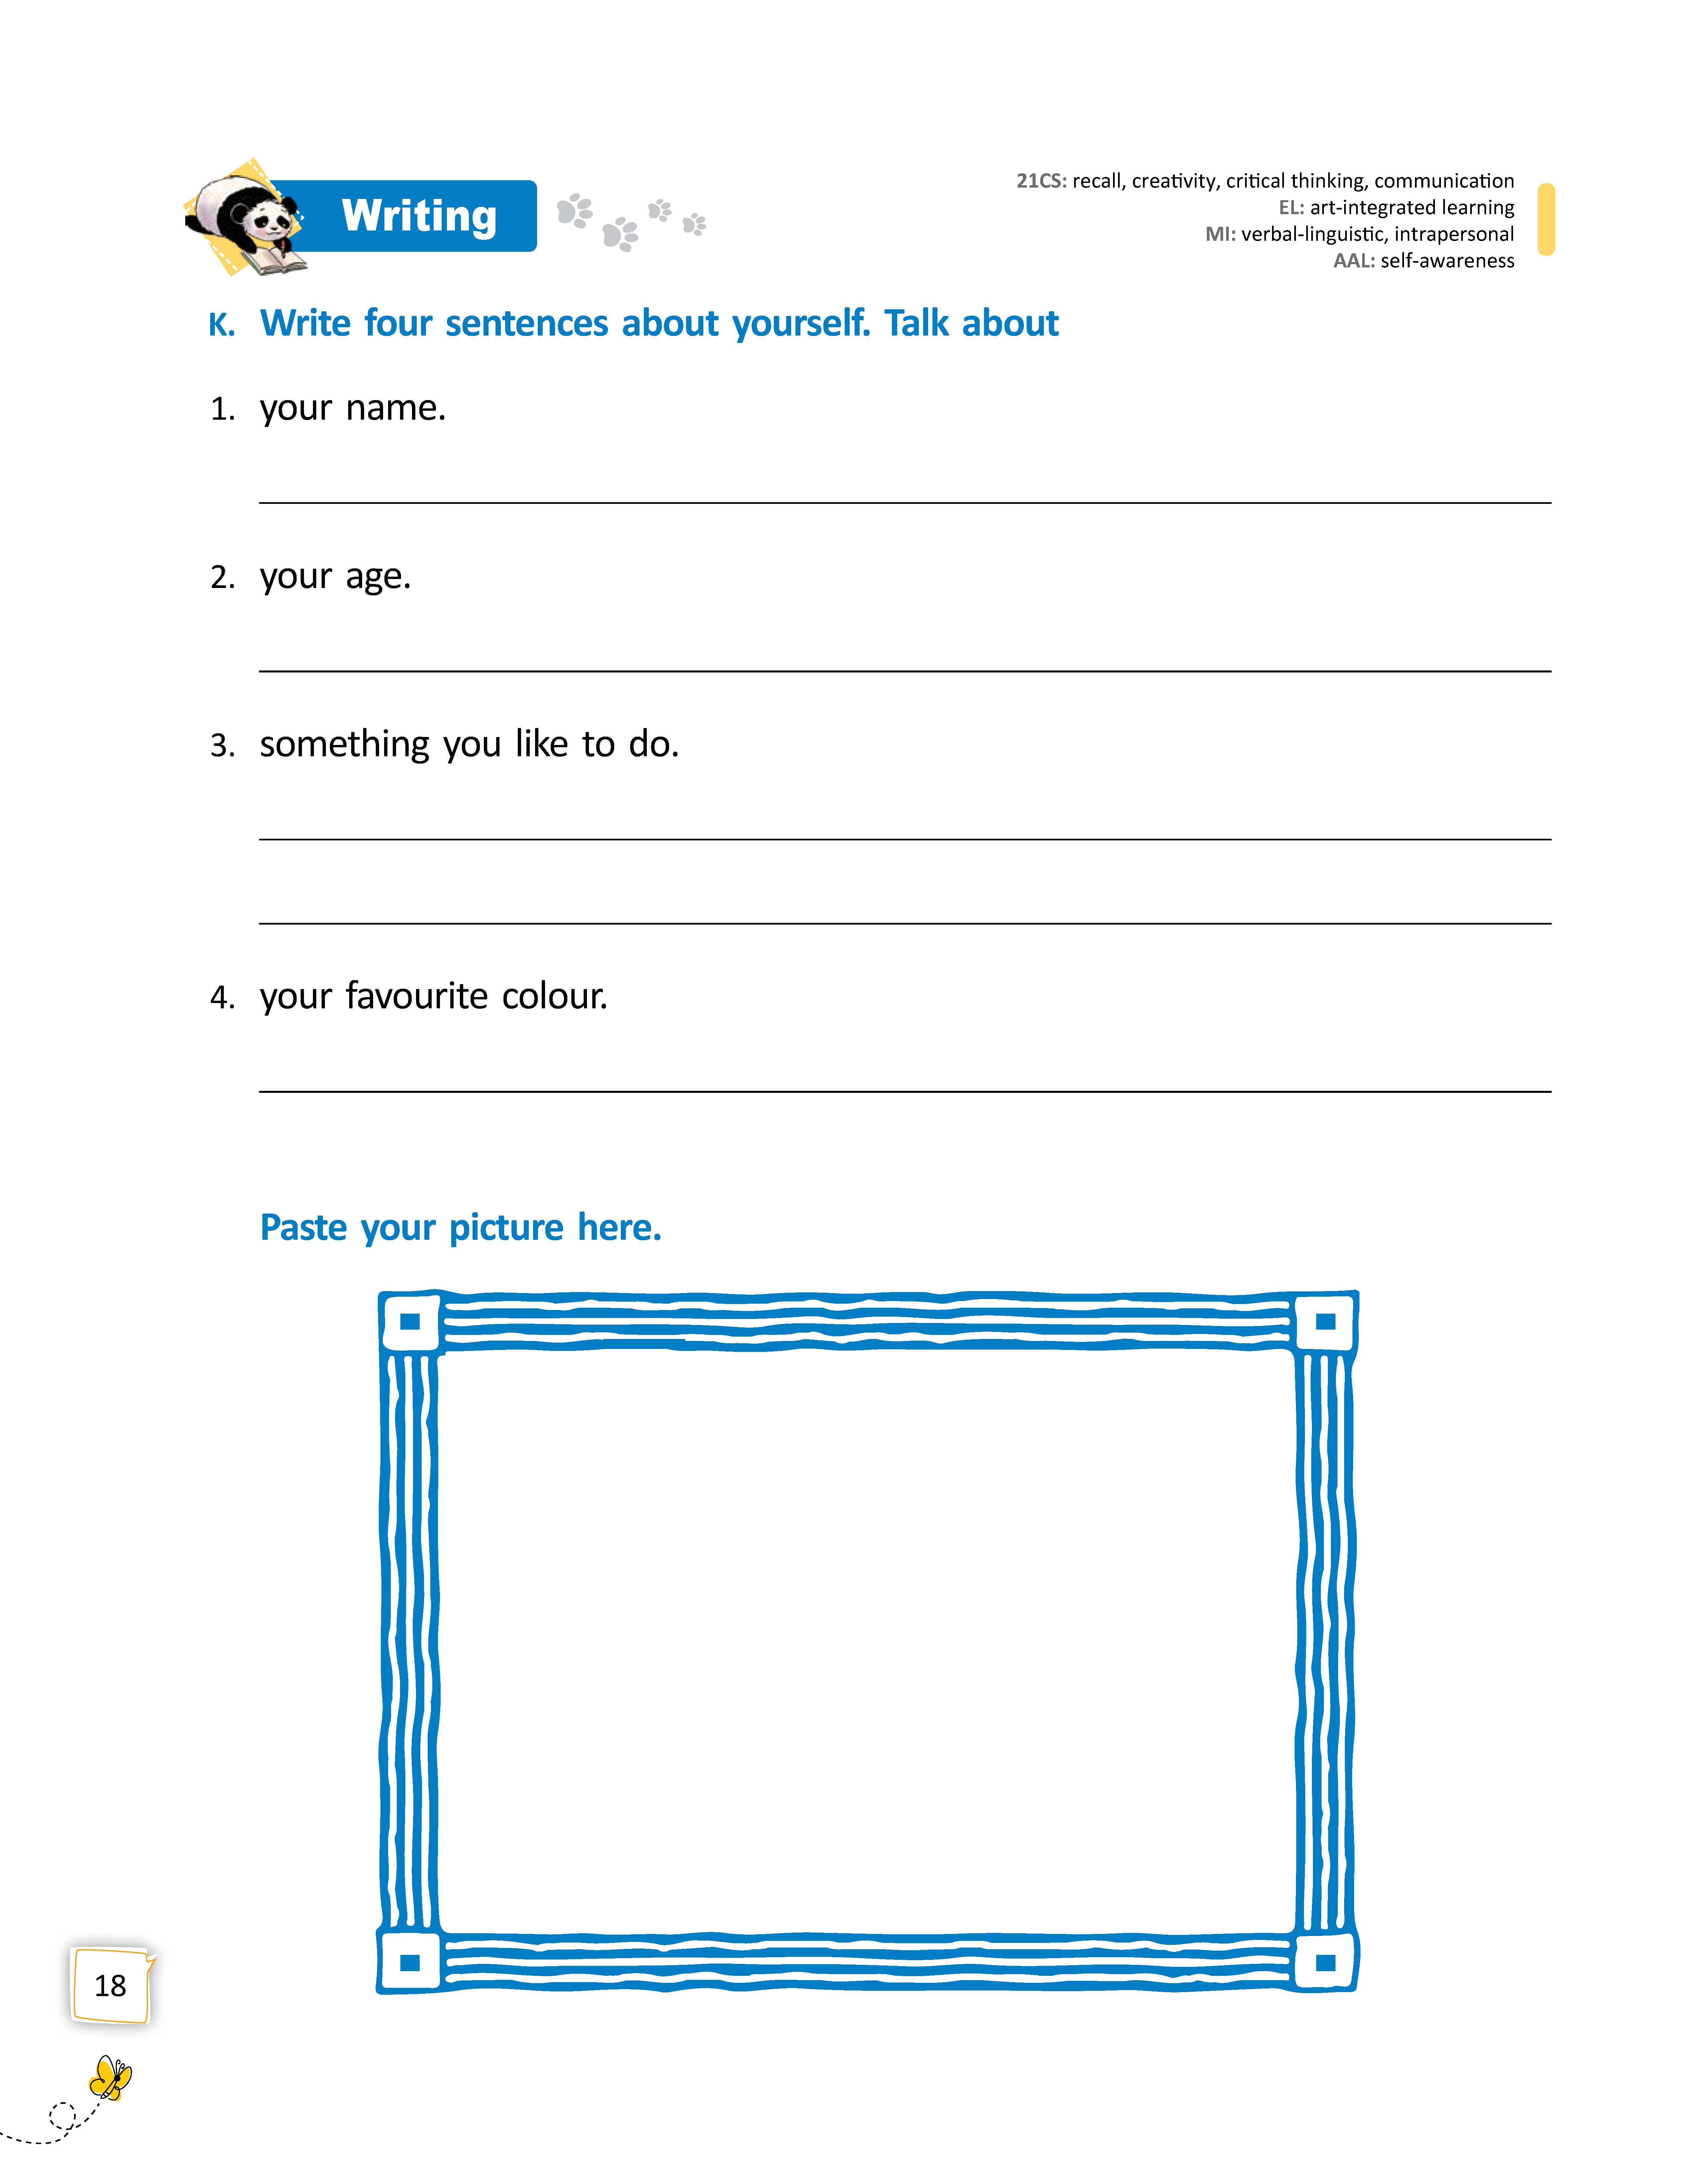 Writing
21CS: recall, creativity, critical thinking, communication
EL: art-integrated learning
MI: verbal-linguistic, intrapersonal
AAL: self-awareness
K. Write four sentences about yourself. Talk about
1. your name.
2. your age.
3. something you like to do.
4. your favourite colour.
Paste your picture here.
18